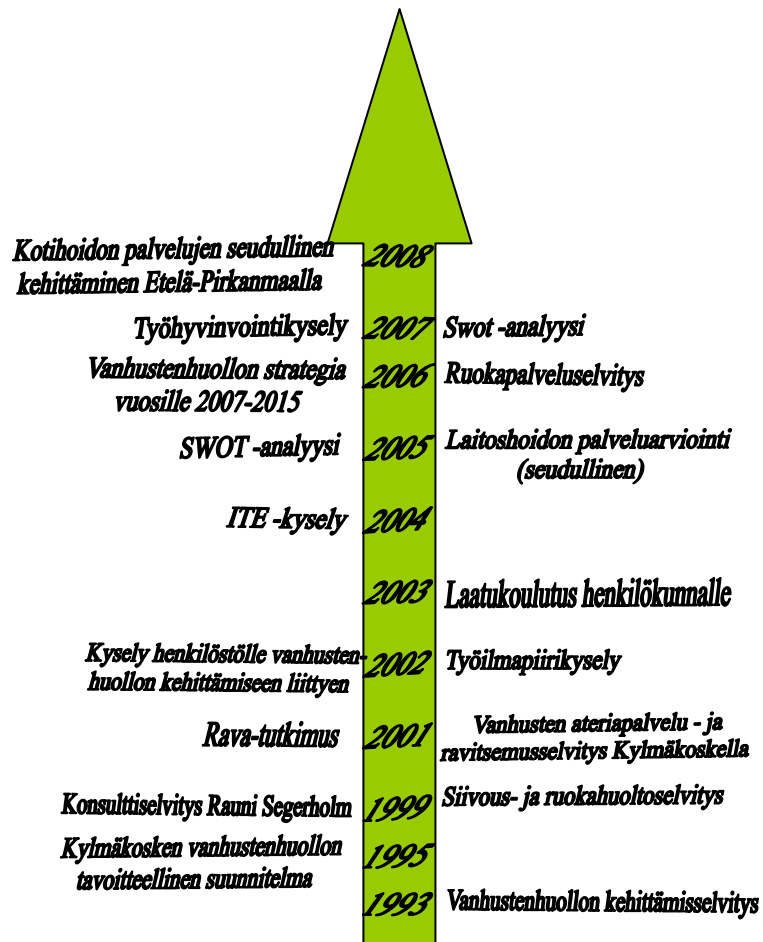 Kotihoidon palvelujen seudullinen
kehittäminen Etelä-Pirkanmaalla
2008
Työhyvinvointikysely
2007
Swot -analyysi
Vanhustenhuollon strategia
vuosille 2007-2015
2006
Ruokapalveluselvitys
SWOT -analyysi
2005
Laitoshoidon palveluarviointi
(seudullinen)
ITE -kysely
2004
2003
Laatukoulutus henkilökunnalle
Kysely henkilöstölle vanhusten-
huollon kehittämiseen liittyen
2002
Työilmapiirikysely
Rava-tutkimus
2001
Vanhusten ateriapalvelu - ja
ravitsemusselvitys Kylmäkoskella
Konsulttiselvitys Rauni Segerholm
1999
Siivous- ja ruokahuoltoselvitys
Kylmäkosken vanhustenhuollon
tavoitteellinen suunnitelma
1995
1993
Vanhustenhuollon kehittämisselvitys